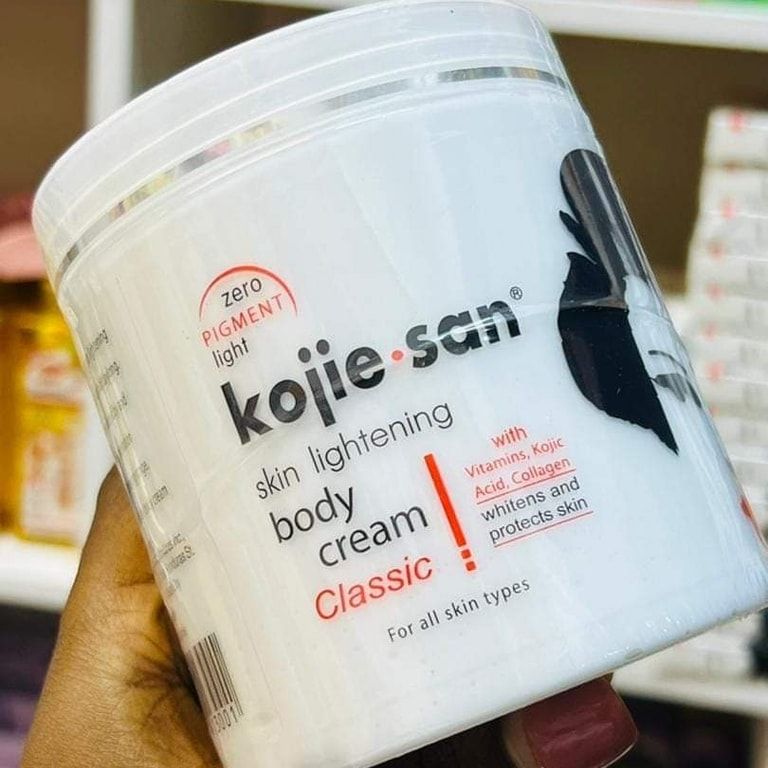 zero
PIGMENT
light
kojie·san®
skin lightening
body
cream
Classic
with
Vitamins, Kojic
Acid, Collagen
whitens and
protects skin
For all skin types